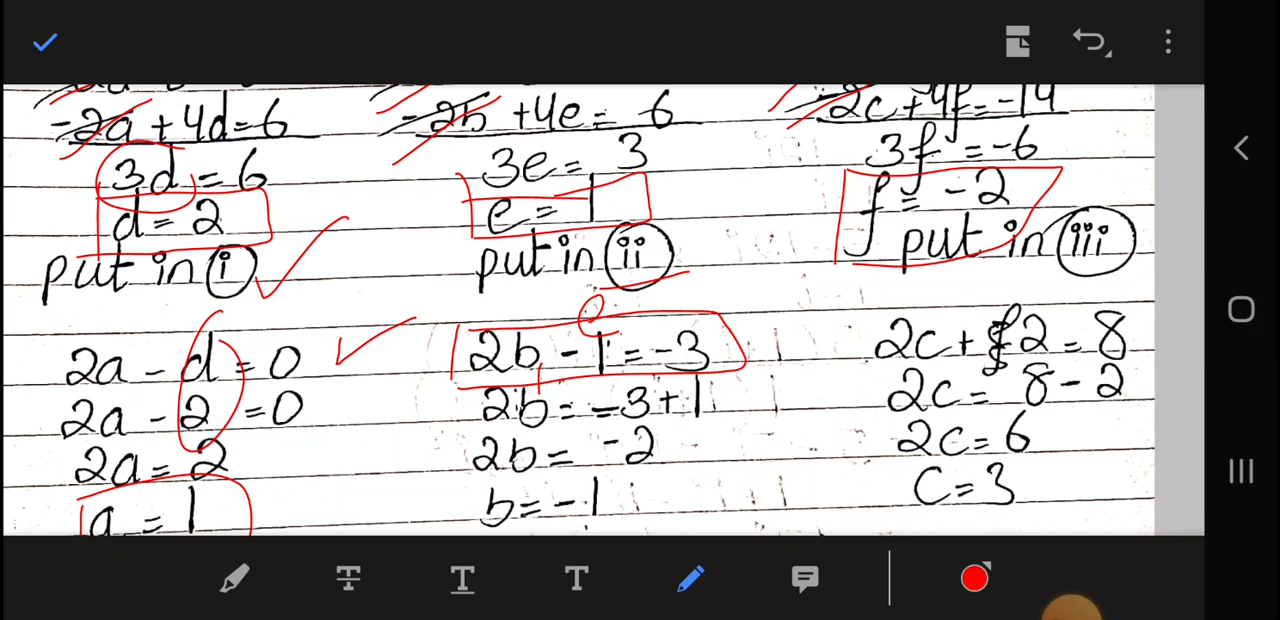 -2a + 4d = 6
3d = 6
d = 2
put in (i)
2a - d = 0
2a - 2 = 0
2a = 2
a = 1
-2b + 4e = 6
3e = 3
e = 1
put in (ii)
e
2b - 1 = -3
2b = -3 + 1
2b = -2
b = -1
-2c + 4f = -14
3f = -6
f = -2
put in (iii)
2c + 2 = 8
2c = 8 - 2
2c = 6
c = 3
T
T
T